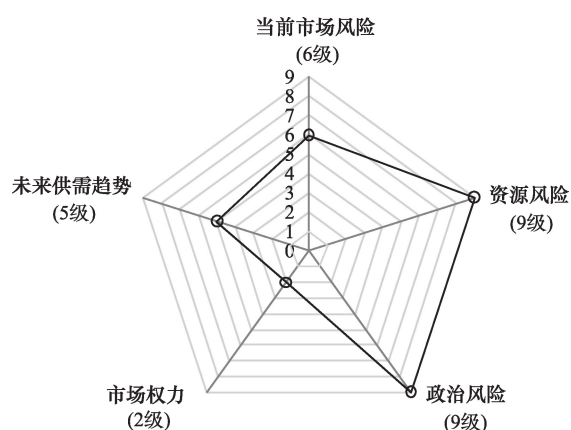 当前市场风险
(6级)
9
8
7
6
5
4
3
2
1
0
未来供需趋势
(5级)
资源风险
(9级)
市场权力
(2级)
政治风险
(9级)